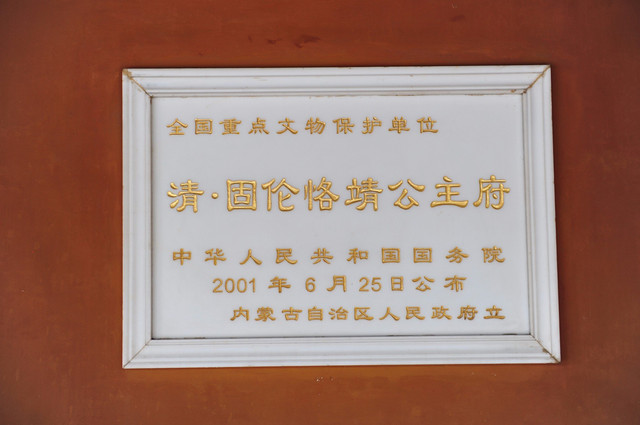 全国重点文物保护单位
清·固伦恪靖公主府
中华人民共和国国务院
2001年6月25日公布
内蒙古自治区人民政府立